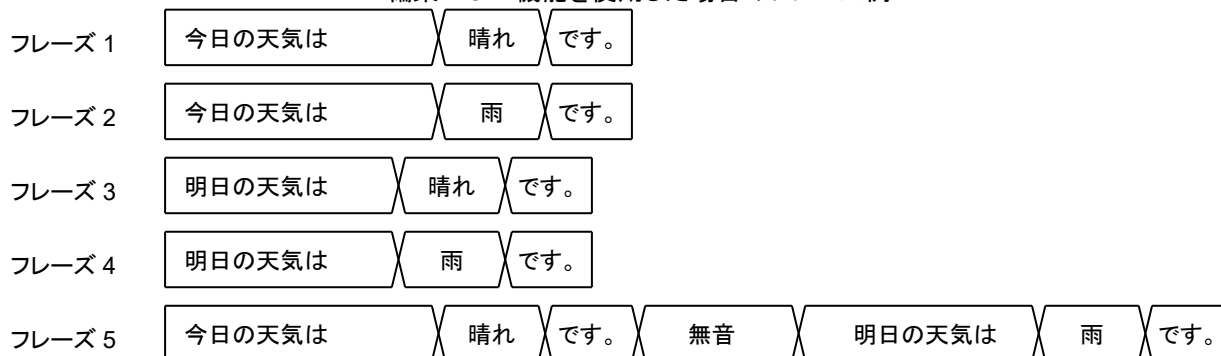 フレーズ 1 今日の天気は 晴れ です。
フレーズ 2 今日の天気は 雨 です。
フレーズ 3 明日の天気は 晴れ です。
フレーズ 4 明日の天気は 雨 です。
フレーズ 5 今日の天気は 晴れ です。 無音 明日の天気は 雨 です。